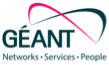 GÉANT
Networks • Services • People